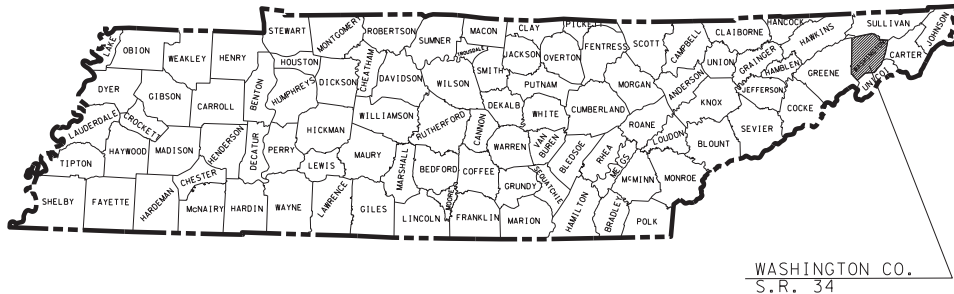 LAKE
OBION
WEAKLEY
HENRY
STEWART
MONTGOMERY
ROBERTSON
SUMNER
MACON
CLAY
PICKETT
TROUSDALE
JACKSON
OVERTON
FENTRESS
SCOTT
CAMPBELL
CLAIBORNE
HANCOCK
HAWKINS
SULLIVAN
JOHNSON
CARTER
UNICOI
GREENE
HAMBLEN
GRAINGER
UNION
ANDERSON
MORGAN
PUTNAM
SMITH
WILSON
DAVIDSON
CHEATHAM
DICKSON
HOUSTON
HUMPHREYS
BENTON
CARROLL
GIBSON
DYER
LAUDERDALE
CROCKETT
HAYWOOD
MADISON
HENDERSON
DECATUR
PERRY
HICKMAN
WILLIAMSON
RUTHERFORD
CANNON
DEKALB
WHITE
CUMBERLAND
ROANE
LOUDON
KNOX
JEFFERSON
COCKE
SEVIER
BLOUNT
MONROE
McMINN
MEIGS
RHEA
BLEDSOE
VAN
BUREN
WARREN
COFFEE
BEDFORD
MARSHALL
MAURY
LEWIS
CHESTER
TIPTON
SHELBY
FAYETTE
HARDEMAN
McNAIRY
HARDIN
WAYNE
LAWRENCE
GILES
LINCOLN
MOORE
FRANKLIN
GRUNDY
MARION
SEQUATCHIE
HAMILTON
BRADLEY
POLK
WASHINGTON CO.
S.R. 34